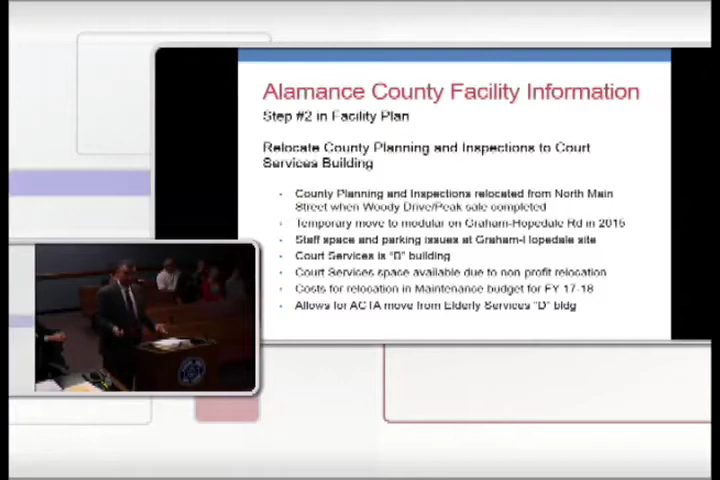 Alamance County Facility Information
Step #2 in Facility Plan
Relocate County Planning and Inspections to Court
Services Building
County Planning and Inspections relocated from North Main
Street when Woody Drive/Peak sale completed
Temporary move to modular on Graham-Hopedale Rd in 2015
Staff space and parking issues at Graham-Hopedale site
Court Services is "B" building
Court Services space available due to non profit relocation
Costs for relocation in Maintenance budget for FY 17-18
Allows for ACTA move from Elderly Services "D" bldg